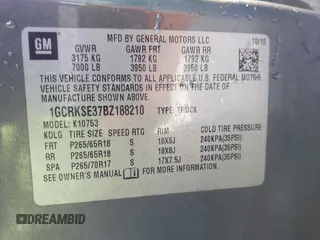 GM
MFD BY GENERAL MOTORS LLC
10/10
GVWR GAWR FRT GAWR RR
3175 KG 1792 KG 1792 KG
7000 LB 3950 LB 3950 LB
THIS VEHICLE CONFORMS TO ALL APPLICABLE U.S. FEDERAL MOTOR
VEHICLE SAFETY STANDARDS IN EFFECT ON THE DATE OF
MANUFACTURE SHOWN ABOVE.
1GCRKSE37BZ188210 TYPE: TRUCK
MODEL: K10753
TIRE SIZE SPEED RTG RIM COLD TIRE PRESSURE
FRT P265/65R18 S 18X8J 240KPA(35PSI)
RR P265/65R18 S 18X8J 240KPA(35PSI)
SPA P265/70R17 S 17X7.5J 240KPA(35PSI)
SEE OWNER'S MANUAL FOR ADDITIONAL INFORMATION.
DREAMBID